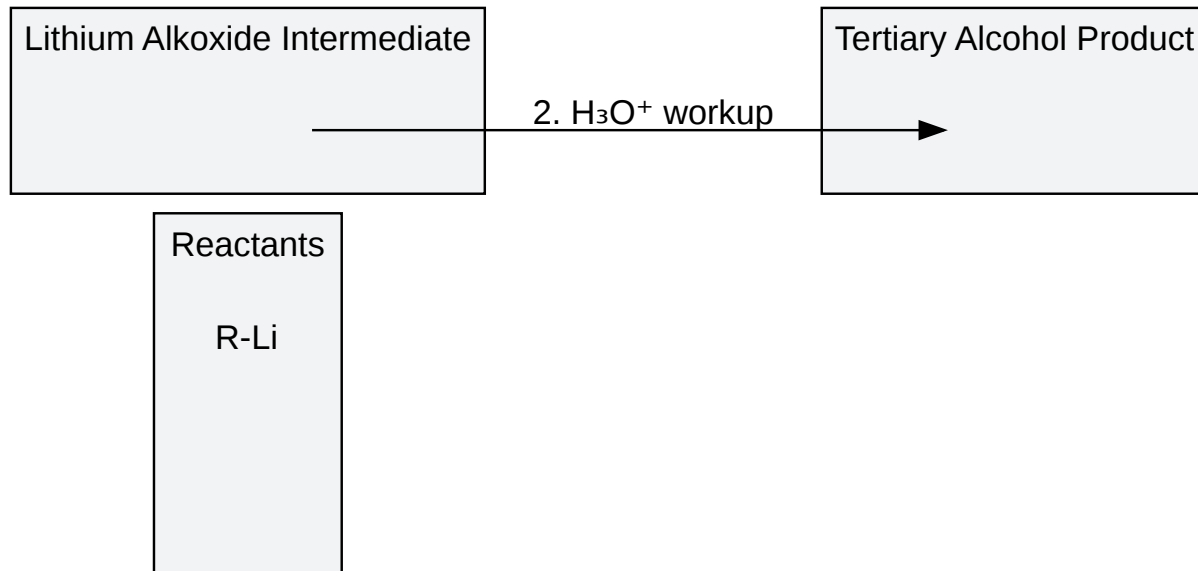 Lithium Alkoxide Intermediate
Tertiary Alcohol Product
2. H₃O⁺ workup
Reactants
R-Li